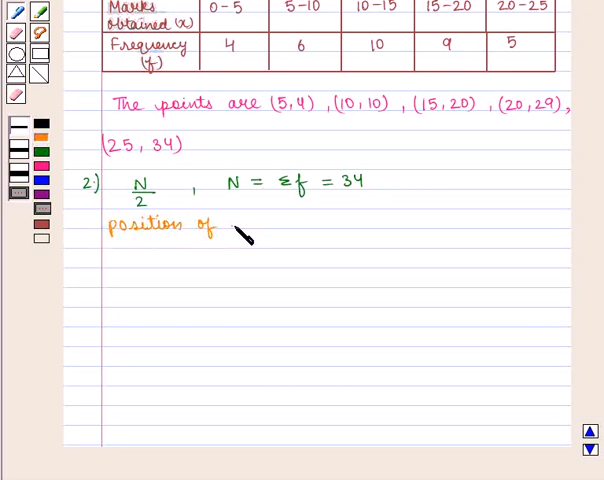 Marks 0-5 5-10 10-15 15-20 20-25
obtained (x)
Frequency 4 6 10 9 5
(f)
The points are (5,4) , (10,10) , (15,20) , (20,29) ,
(25, 34)
2) N/2 , N = Σf = 34
position of